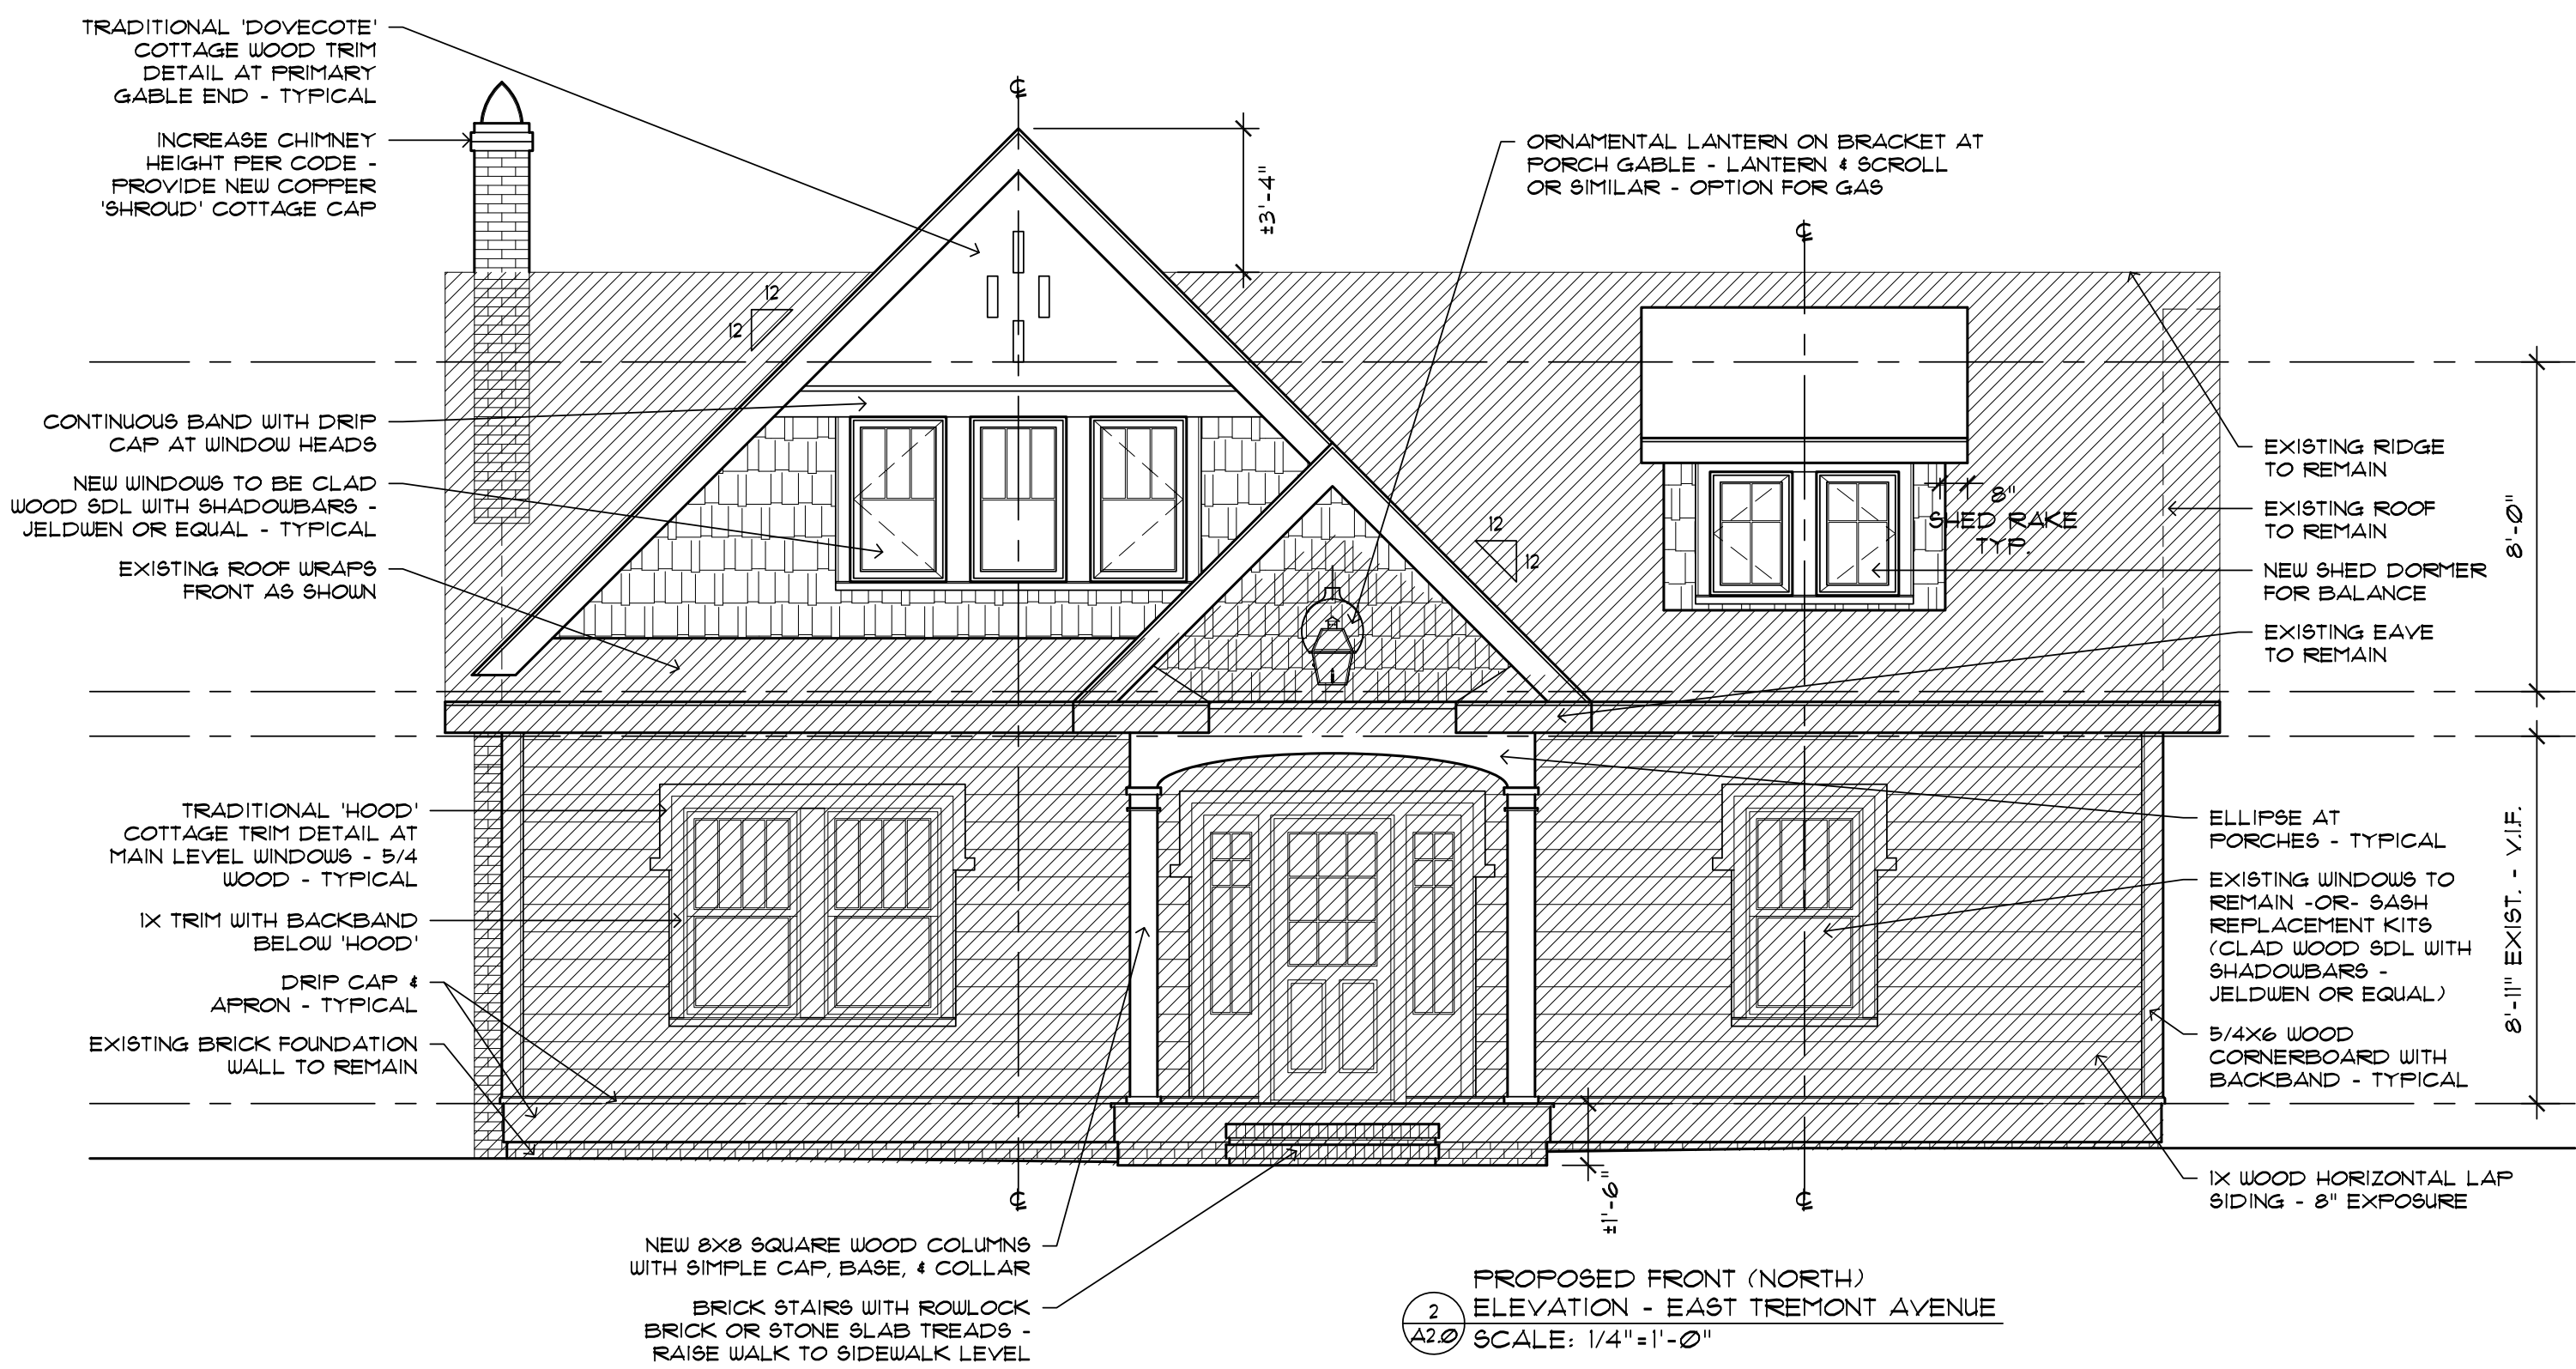 TRADITIONAL 'DOVECOTE'
COTTAGE WOOD TRIM
DETAIL AT PRIMARY
GABLE END - TYPICAL
INCREASE CHIMNEY
HEIGHT PER CODE -
PROVIDE NEW COPPER
'SHROUD' COTTAGE CAP
CONTINUOUS BAND WITH DRIP
CAP AT WINDOW HEADS
NEW WINDOWS TO BE CLAD
WOOD SDL WITH SHADOWBARS -
JELDWEN OR EQUAL - TYPICAL
EXISTING ROOF WRAPS
FRONT AS SHOWN
TRADITIONAL 'HOOD'
COTTAGE TRIM DETAIL AT
MAIN LEVEL WINDOWS - 5/4
WOOD - TYPICAL
1X TRIM WITH BACKBAND
BELOW 'HOOD'
DRIP CAP &
APRON - TYPICAL
EXISTING BRICK FOUNDATION
WALL TO REMAIN
NEW 8X8 SQUARE WOOD COLUMNS
WITH SIMPLE CAP, BASE, & COLLAR
BRICK STAIRS WITH ROWLOCK
BRICK OR STONE SLAB TREADS -
RAISE WALK TO SIDEWALK LEVEL
℄
℄
℄
℄
12
12
12
12
±3'-4"
ORNAMENTAL LANTERN ON BRACKET AT
PORCH GABLE - LANTERN & SCROLL
OR SIMILAR - OPTION FOR GAS
8"
SHED RAKE
TYP.
EXISTING RIDGE
TO REMAIN
EXISTING ROOF
TO REMAIN
NEW SHED DORMER
FOR BALANCE
EXISTING EAVE
TO REMAIN
8'-0"
ELLIPSE AT
PORCHES - TYPICAL
EXISTING WINDOWS TO
REMAIN -OR- SASH
REPLACEMENT KITS
(CLAD WOOD SDL WITH
SHADOWBARS -
JELDWEN OR EQUAL)
5/4X6 WOOD
CORNERBOARD WITH
BACKBAND - TYPICAL
8'-11" EXIST. - V.I.F.
1X WOOD HORIZONTAL LAP
SIDING - 8" EXPOSURE
±1'-6"
2
A2.0
PROPOSED FRONT (NORTH)
ELEVATION - EAST TREMONT AVENUE
SCALE: 1/4"=1'-0"